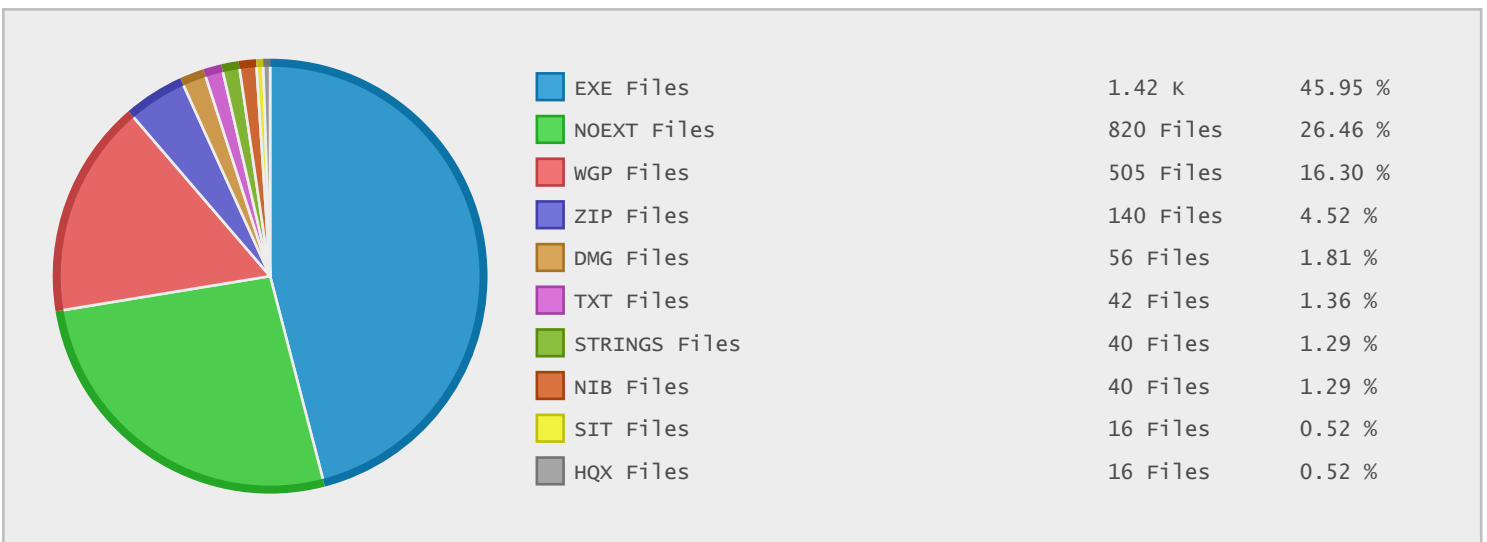 EXE Files 1.42 K 45.95 %
NOEXT Files 820 Files 26.46 %
WGP Files 505 Files 16.30 %
ZIP Files 140 Files 4.52 %
DMG Files 56 Files 1.81 %
TXT Files 42 Files 1.36 %
STRINGS Files 40 Files 1.29 %
NIB Files 40 Files 1.29 %
SIT Files 16 Files 0.52 %
HQX Files 16 Files 0.52 %